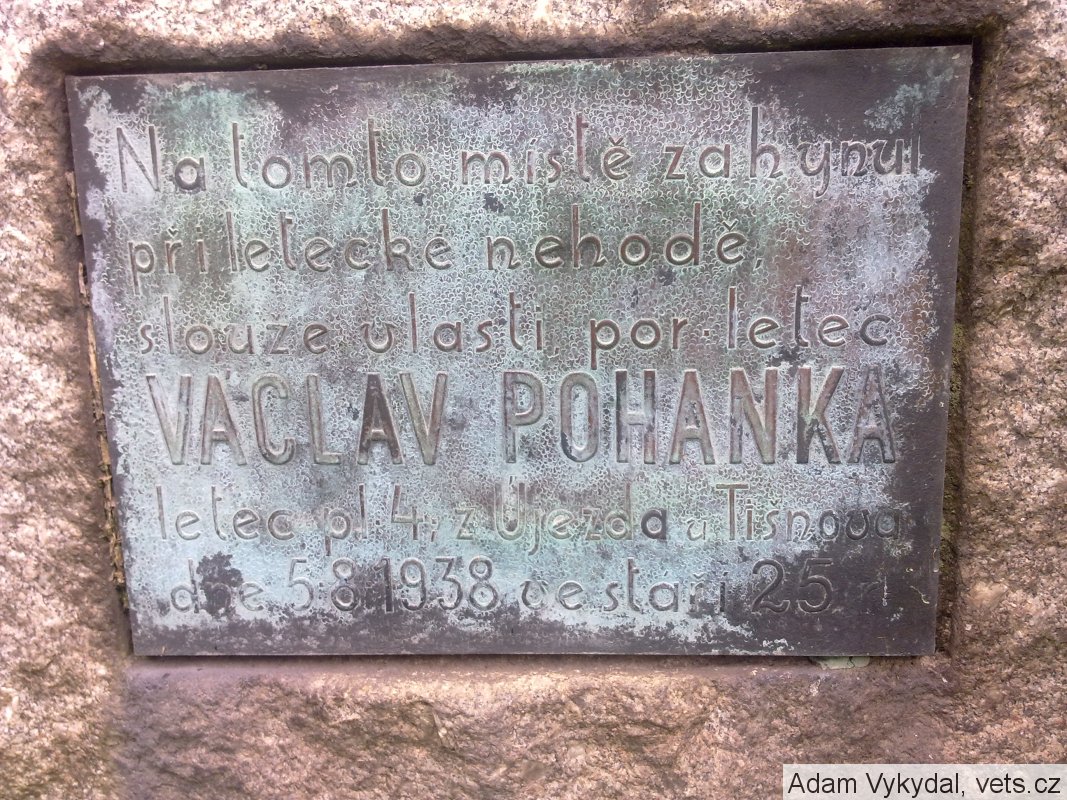 Na tomto místě zahynul
při letecké nehodě,
slouže vlasti, por. letec
VÁCLAV POHANKA
letec. pl. 4, z Újezda u Tišnova
dne 5.8.1938 ve stáří 25 r.
Adam Vykydal, vets.cz